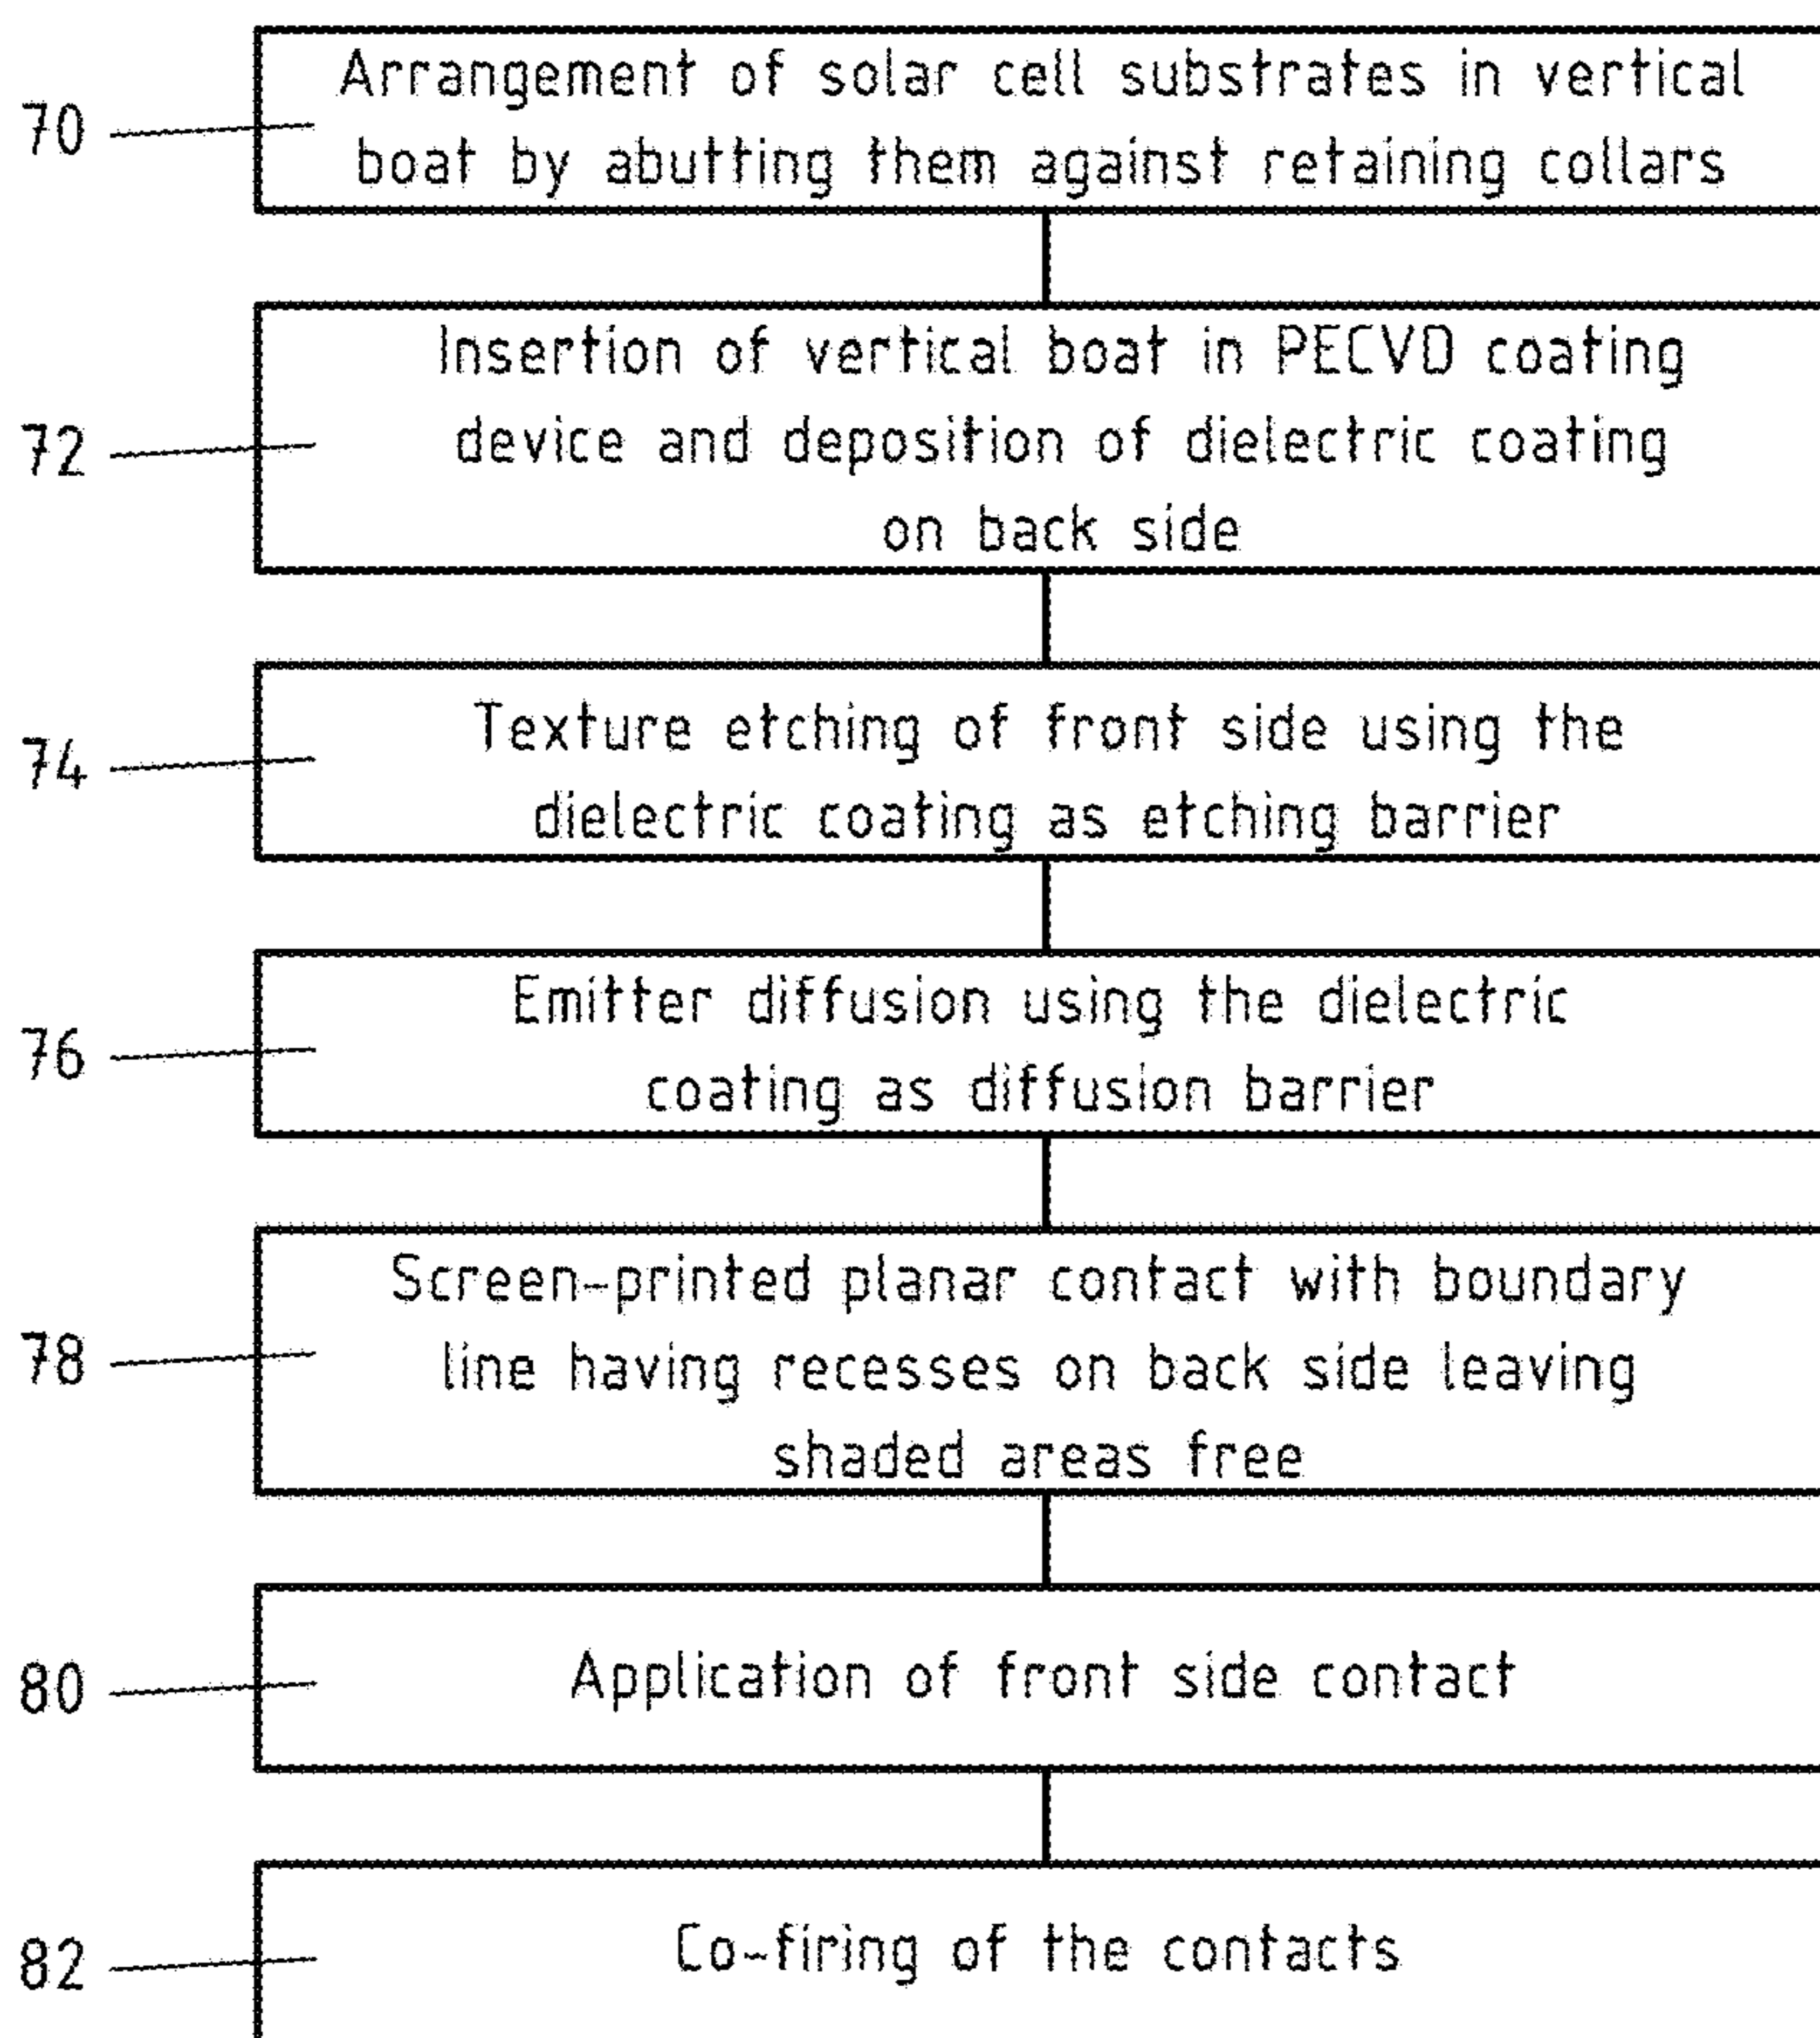 Arrangement of solar cell substrates in vertical
70
boat by abutting them against retaining collars
Insertion of vertical boat in PECVD coating
72
device and deposition of dielectric coating
on back side
Texture etching of front side using the
74
dielectric coating as etching barrier
Emitter diffusion using the dielectric
76
coating as diffusion barrier
Screen-printed planar contact with boundary
78
line having recesses on back side leaving
shaded areas free
80
Application of front side contact
82
Co-firing of the contacts